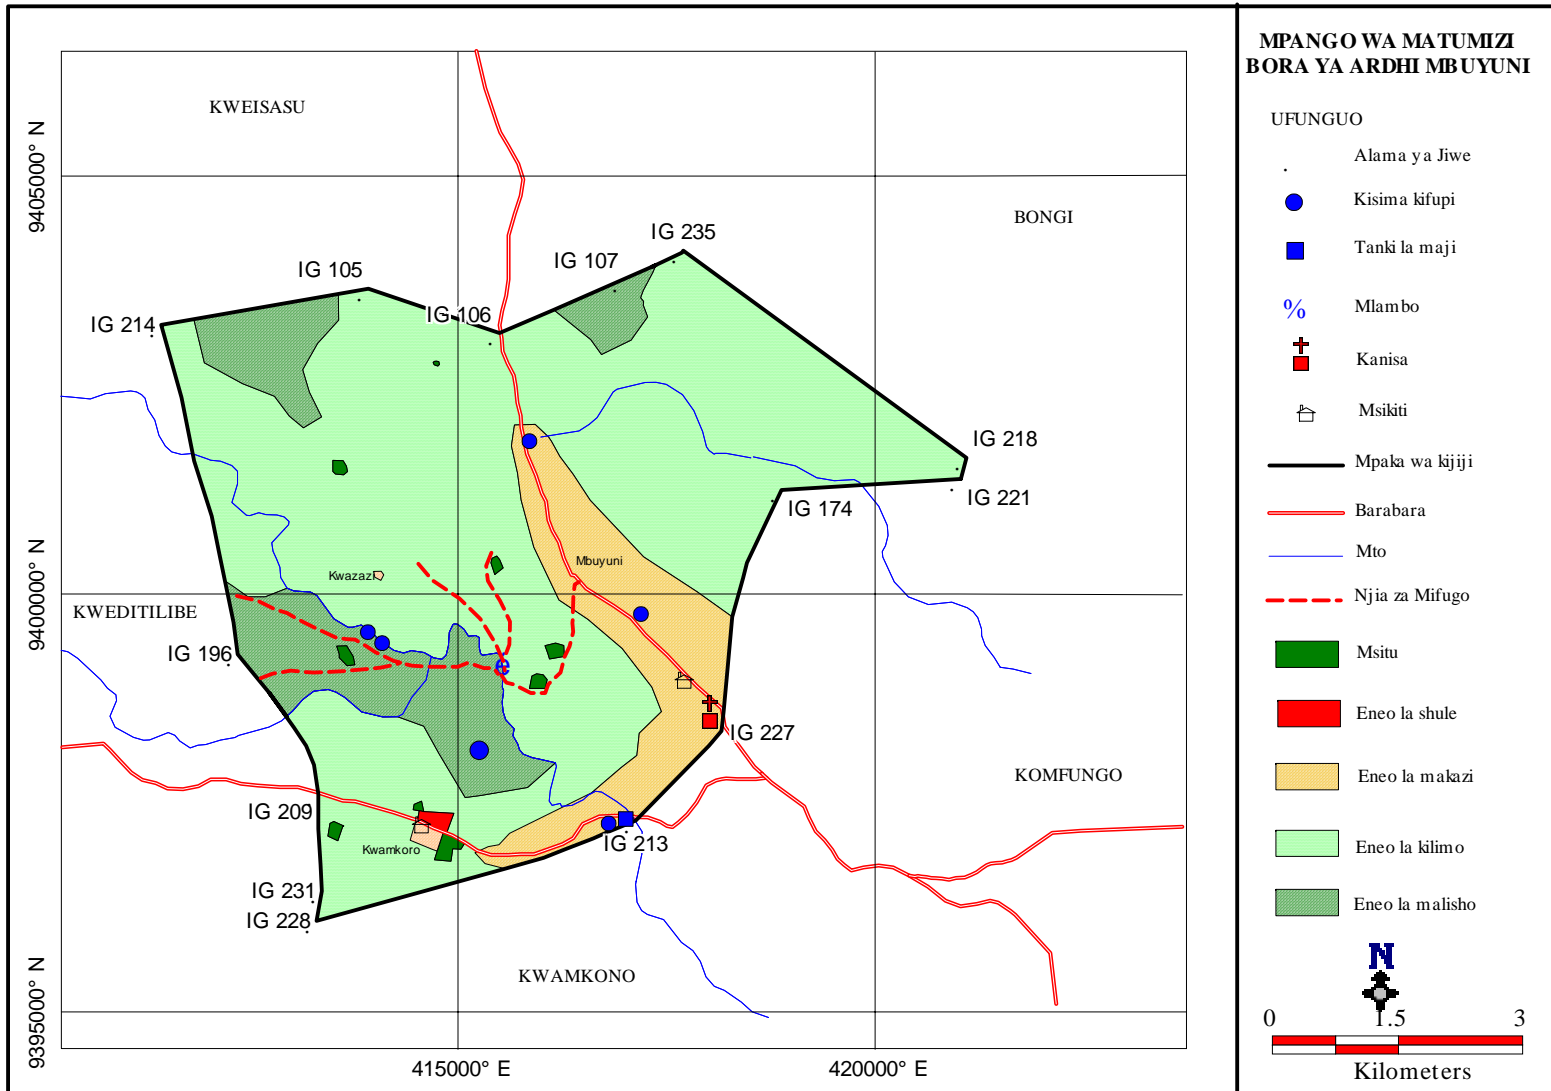 MPANGO WA MATUMIZI
BORA YA ARDHI MBUYUNI
UFUNGUO
Alama ya Jiwe
Kisima kifupi
Tanki la maji
% Mlambo
Kanisa
Msikiti
Mpaka wa kijiji
Barabara
Mto
Njia za Mifugo
Msitu
Eneo la shule
Eneo la makazi
Eneo la kilimo
Eneo la malisho
N
0 1.5 3
Kilometers
KWEISASU
BONGI
IG 235
IG 107
IG 105
IG 106
IG 214
IG 218
IG 221
IG 174
Mbuyuni
Kwazazi
KWEDITILIBE
IG 196
e
IG 227
KOMFUNGO
IG 209
IG 213
Kwamkoro
IG 231
IG 228
KWAMKONO
9405000° N
9400000° N
9395000° N
415000° E
420000° E